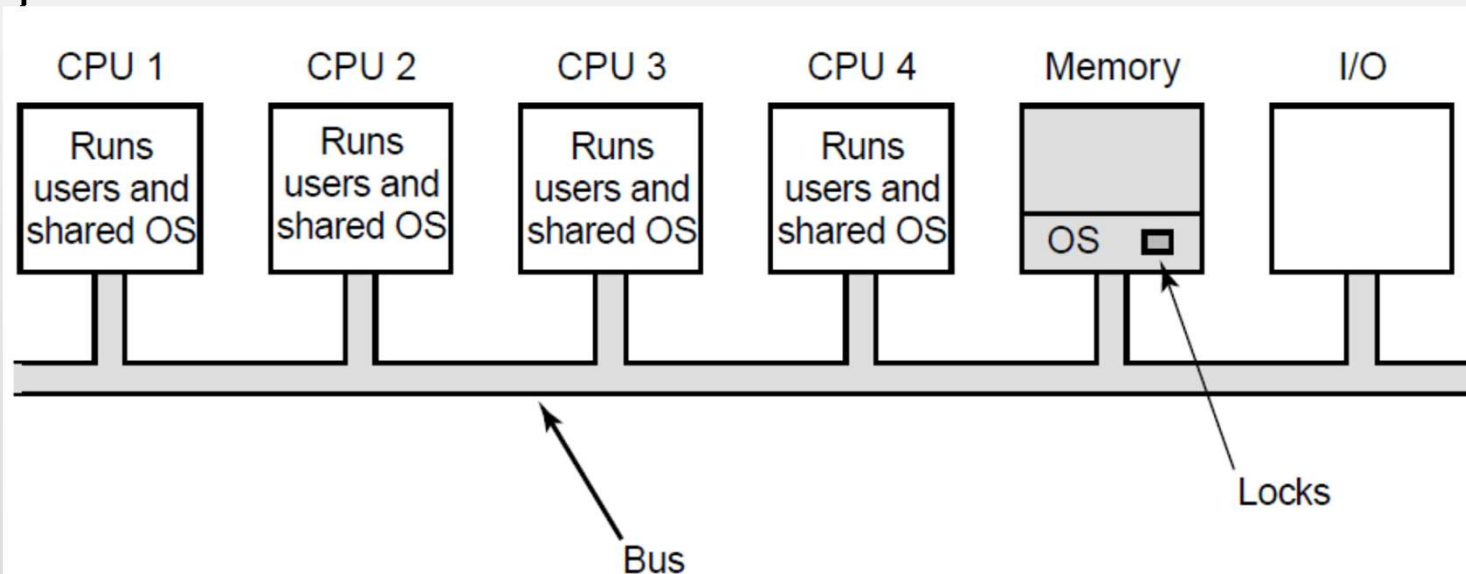 CPU 1
CPU 2
CPU 3
CPU 4
Memory
I/O
Runs
users and
shared OS
Runs
users and
shared OS
Runs
users and
shared OS
Runs
users and
shared OS
OS
Locks
Bus